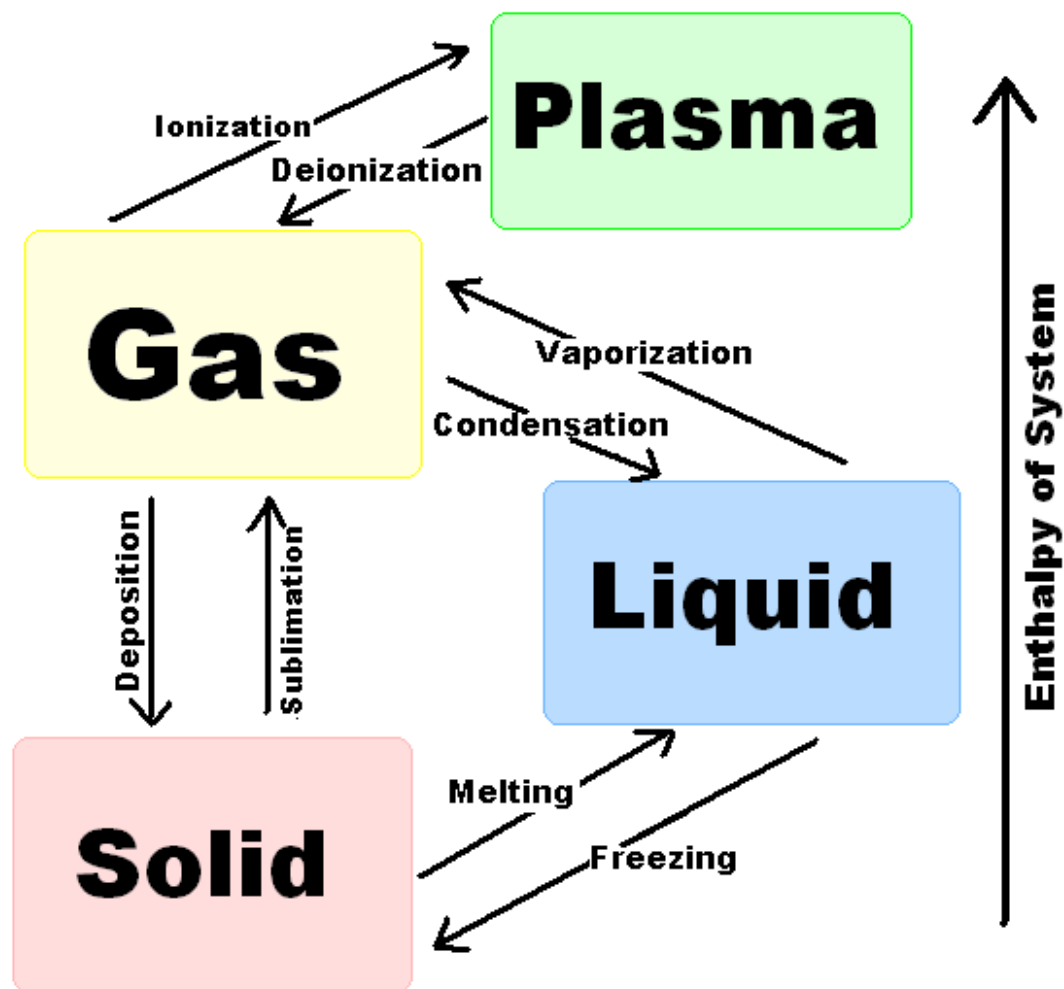 Plasma
Ionization
Deionization
Gas
Vaporization
Condensation
Enthalpy of System
Liquid
Deposition
Sublimation
Melting
Solid
Freezing